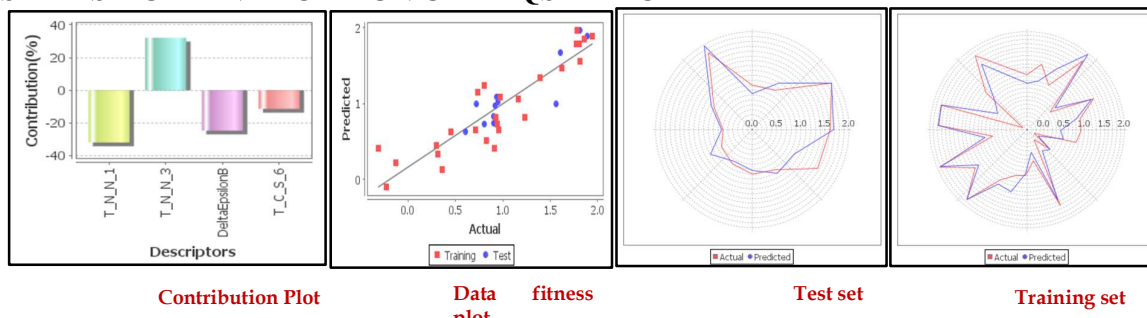 40
20
0
-20
-40
Contribution(%)
T_N_N_1
T_N_N_3
DeltaEpsilonB
T_C_S_6
Descriptors
2
1
0
Predicted
0.0 0.5 1.0 1.5 2.0
Actual
Training Test
0.0 0.5 1.0 1.5 2.0
Actual Predicted
0.0 0.5 1.0 1.5 2.0
Actual Predicted
Contribution Plot
Data fitness
plot
Test set
Training set